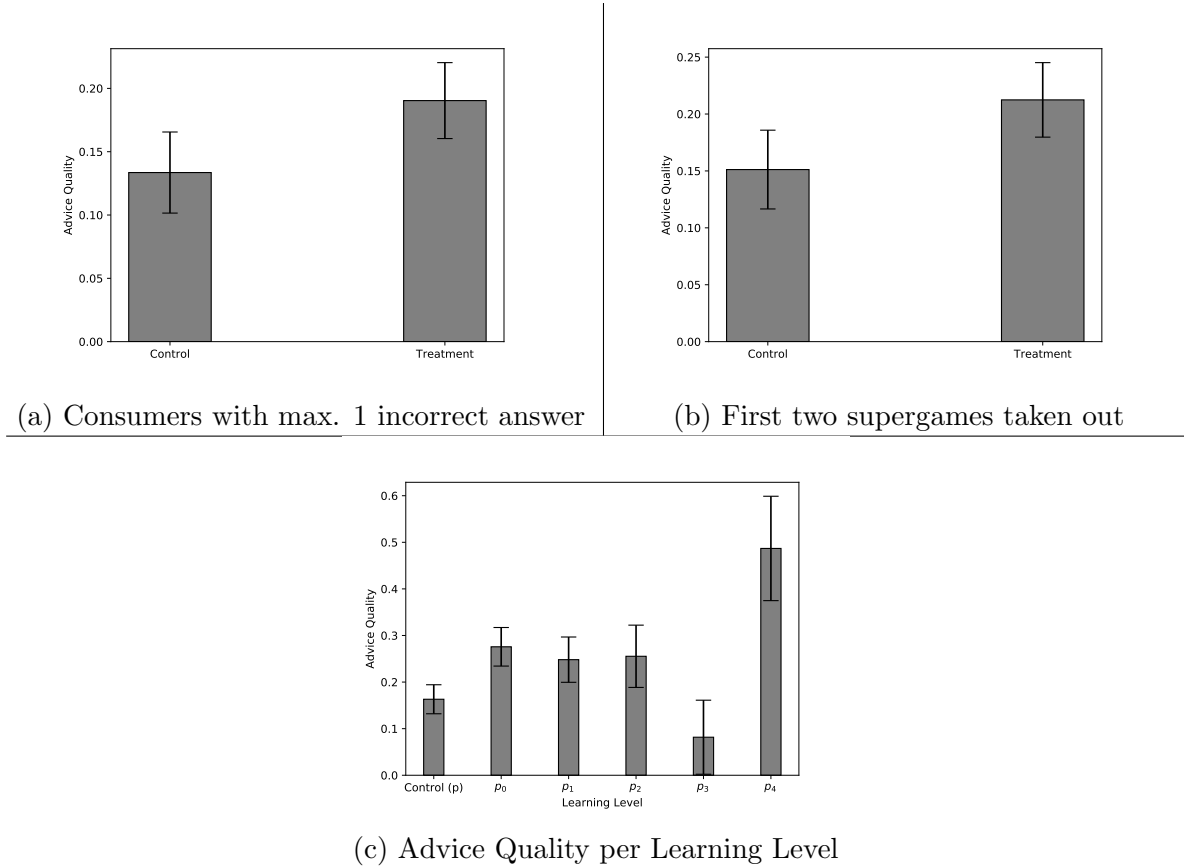 0.20
0.15
0.10
0.05
0.00
Advice Quality
Control Treatment
(a) Consumers with max. 1 incorrect answer
0.25
0.20
0.15
0.10
0.05
0.00
Advice Quality
Control Treatment
(b) First two supergames taken out
0.6
0.5
0.4
0.3
0.2
0.1
0.0
Advice Quality
Control (p) p₀ p₁ p₂ p₃ p₄
Learning Level
(c) Advice Quality per Learning Level